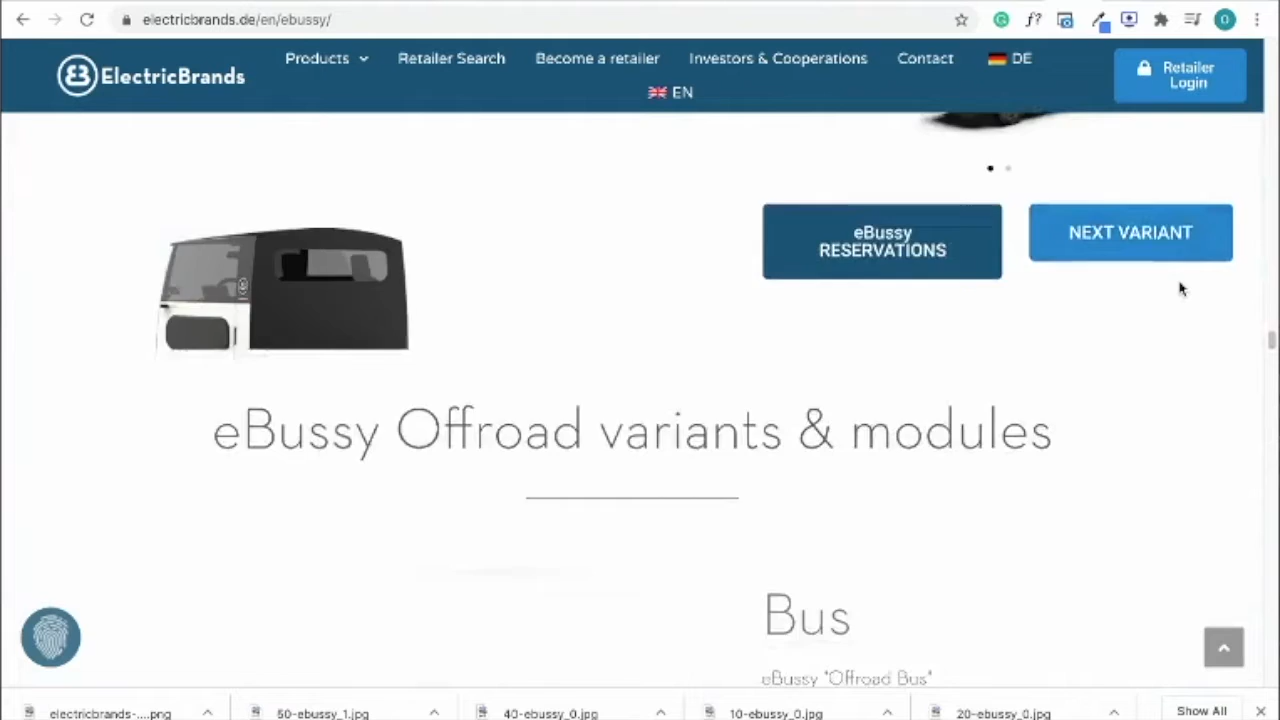 electricbrands.de/en/ebussy/
f?
O
ElectricBrands
Products
Retailer Search
Become a retailer
Investors & Cooperations
Contact
DE
EN
Retailer
Login
eBussy
RESERVATIONS
NEXT VARIANT
eBussy Offroad variants & modules
Bus
eBussy "Offroad Bus"
electricbrands-....png
50-ebussy_1.jpg
40-ebussy_0.jpg
10-ebussy_0.jpg
20-ebussy_0.jpg
Show All